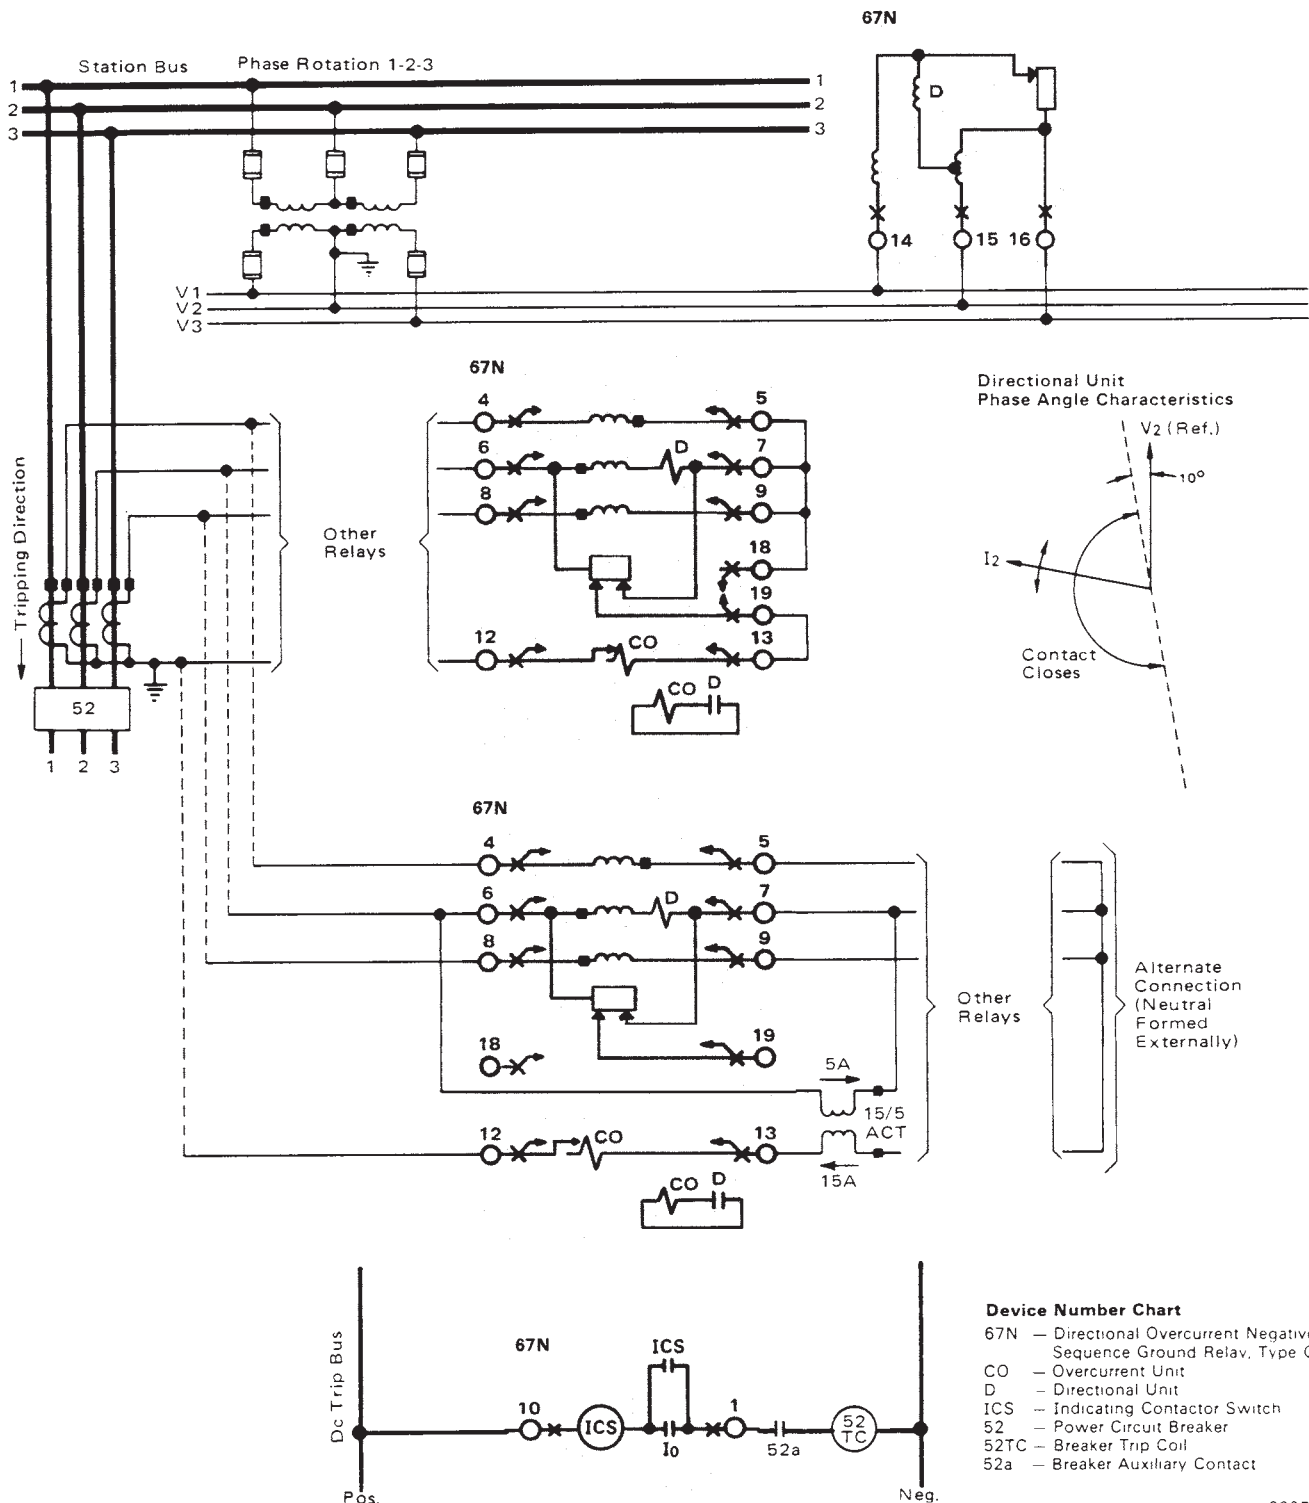 67N
Station Bus
Phase Rotation 1-2-3
1
2
3
1
2
3
D
14
15
16
V1
V2
V3
67N
4
5
6
D
7
8
9
18
19
12
CO
13
CO
D
Other
Relays
Directional Unit
Phase Angle Characteristics
V2 (Ref.)
10°
I2
Contact
Closes
Tripping Direction
52
1
2
3
67N
4
5
6
D
7
8
9
18
19
5A
15/5
ACT
12
CO
13
15A
CO
D
Other
Relays
Alternate
Connection
(Neutral
Formed
Externally)
Dc Trip Bus
67N
ICS
10
ICS
Io
1
52a
52
TC
Pos.
Neg.
Device Number Chart
67N — Directional Overcurrent Negative
Sequence Ground Relay, Type
CO — Overcurrent Unit
D — Directional Unit
ICS — Indicating Contactor Switch
52 — Power Circuit Breaker
52TC — Breaker Trip Coil
52a — Breaker Auxiliary Contact